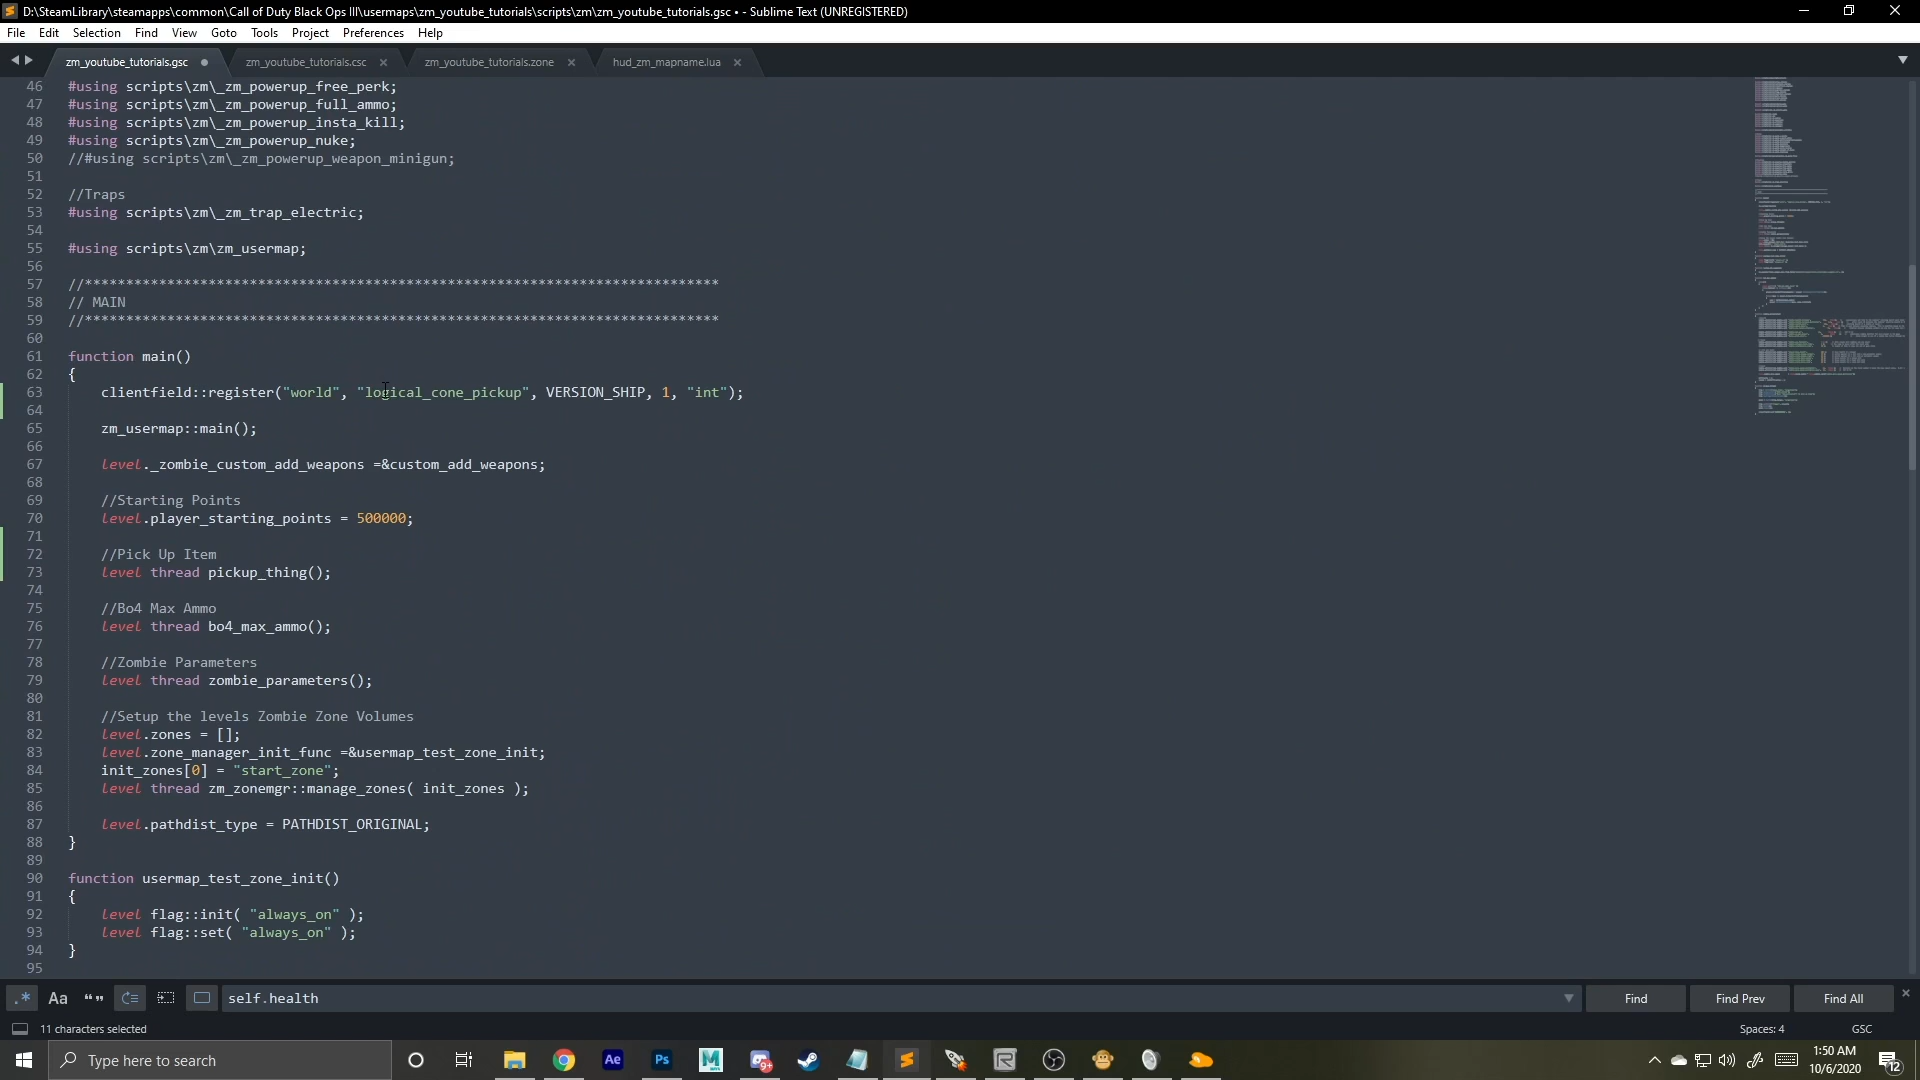 D:\SteamLibrary\steamapps\common\Call of Duty Black Ops III\usermaps\zm_youtube_tutorials\scripts\zm\zm_youtube_tutorials.gsc • - Sublime Text (UNREGISTERED)
File Edit Selection Find View Goto Tools Project Preferences Help
zm_youtube_tutorials.gsc zm_youtube_tutorials.csc zm_youtube_tutorials.zone hud_zm_mapname.lua
46 #using scripts\zm\_zm_powerup_free_perk;
47 #using scripts\zm\_zm_powerup_full_ammo;
48 #using scripts\zm\_zm_powerup_insta_kill;
49 #using scripts\zm\_zm_powerup_nuke;
50 //#using scripts\zm\_zm_powerup_weapon_minigun;
51
52 //Traps
53 #using scripts\zm\_zm_trap_electric;
54
55 #using scripts\zm\zm_usermap;
56
57 //*****************************************************************************
58 // MAIN
59 //*****************************************************************************
60
61 function main()
62 {
63 clientfield::register("world", "logical_cone_pickup", VERSION_SHIP, 1, "int");
64
65 zm_usermap::main();
66
67 level._zombie_custom_add_weapons =&custom_add_weapons;
68
69 //Starting Points
70 level.player_starting_points = 500000;
71
72 //Pick Up Item
73 level thread pickup_thing();
74
75 //Bo4 Max Ammo
76 level thread bo4_max_ammo();
77
78 //Zombie Parameters
79 level thread zombie_parameters();
80
81 //Setup the levels Zombie Zone Volumes
82 level.zones = [];
83 level.zone_manager_init_func =&usermap_test_zone_init;
84 init_zones[0] = "start_zone";
85 level thread zm_zonemgr::manage_zones( init_zones );
86
87 level.pathdist_type = PATHDIST_ORIGINAL;
88 }
89
90 function usermap_test_zone_init()
91 {
92 level flag::init( "always_on" );
93 level flag::set( "always_on" );
94 }
95
.* Aa “” self.health Find Find Prev Find All
11 characters selected Spaces: 4 GSC
Type here to search Ae Ps M 9+ R 1:50 AM
10/6/2020 12